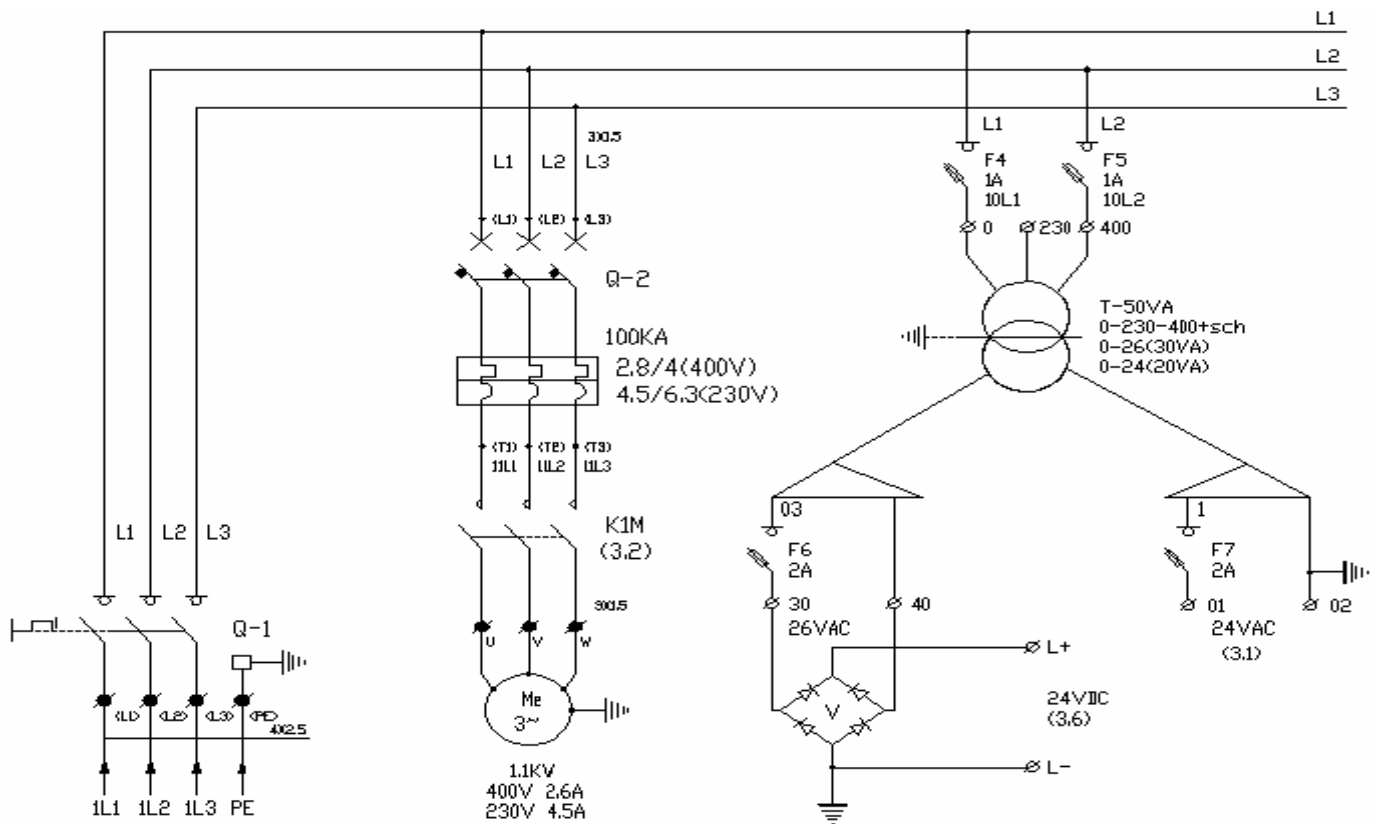 L1
L2
L3
L1
L2
3X1.5
L1
L2
L3
F4
1A
10L1
F5
1A
10L2
(L1)
(L2)
(L3)
0
230
400
Q-2
T-50VA
0-230-400+sch
0-26(30VA)
0-24(20VA)
100KA
2.8/4(400V)
4.5/6.3(230V)
(T1)
(T2)
(T3)
11L1
11L2
11L3
03
1
L1
L2
L3
K1M
(3.2)
F6
2A
F7
2A
30
26VAC
40
01
24VAC
(3.1)
02
Q-1
U
V
W
L+
Me
3~
V
24VDC
(3.6)
(L1)
(L2)
(L3)
(PE)
4X2.5
L-
1.1KW
400V 2.6A
230V 4.5A
1L1
1L2
1L3
PE